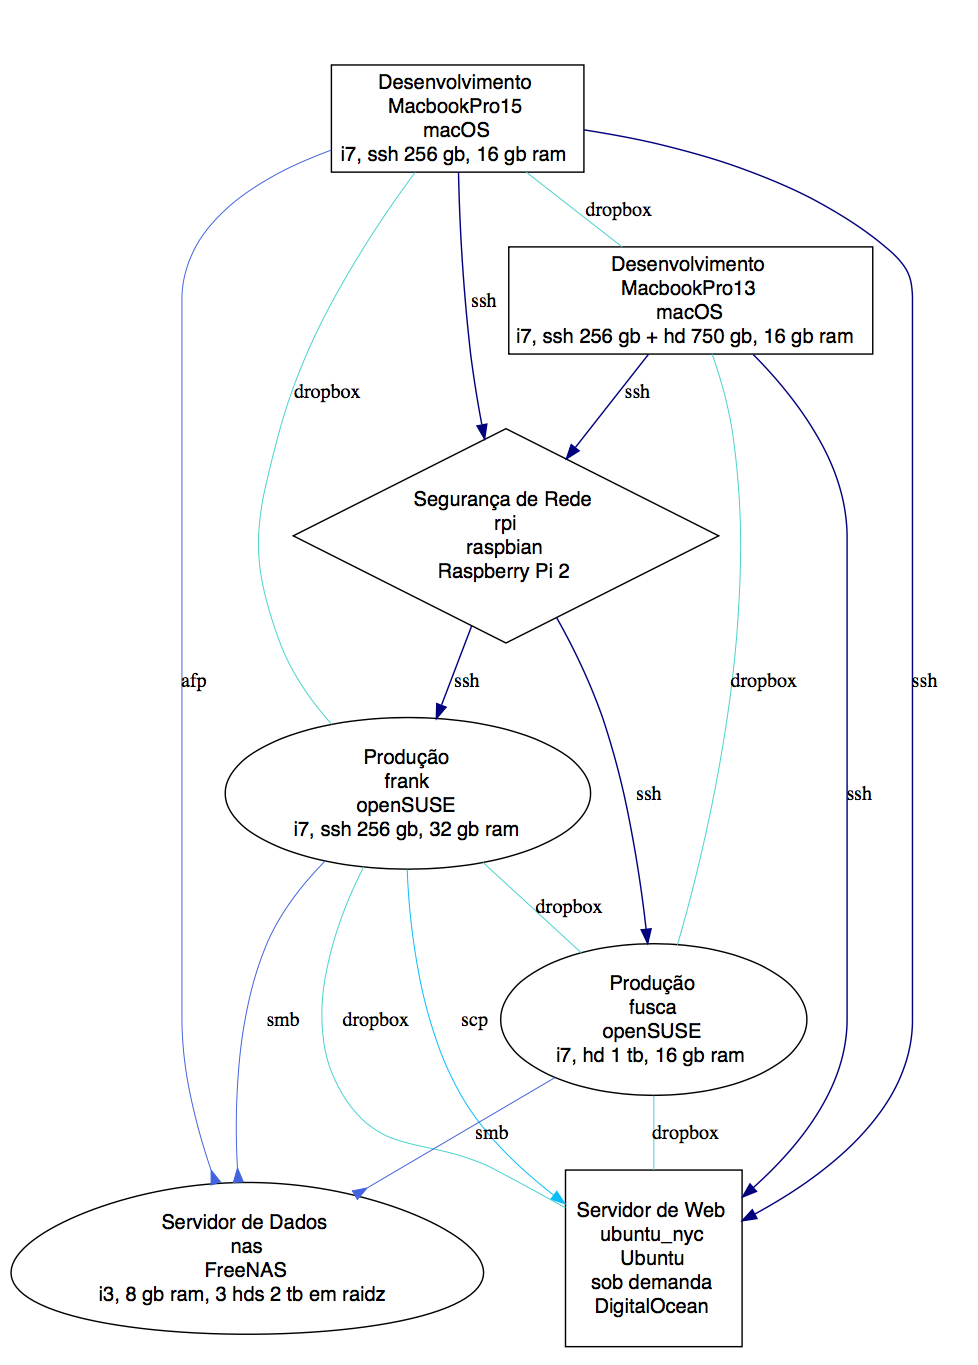 Desenvolvimento
MacbookPro15
macOS
i7, ssh 256 gb, 16 gb ram
dropbox
Desenvolvimento
MacbookPro13
macOS
i7, ssh 256 gb + hd 750 gb, 16 gb ram
ssh
dropbox
ssh
Segurança de Rede
rpi
raspbian
Raspberry Pi 2
afp
ssh
dropbox
ssh
Produção
frank
openSUSE
i7, ssh 256 gb, 32 gb ram
ssh
ssh
dropbox
Produção
fusca
openSUSE
i7, hd 1 tb, 16 gb ram
smb
dropbox
scp
smb
dropbox
Servidor de Dados
nas
FreeNAS
i3, 8 gb ram, 3 hds 2 tb em raidz
Servidor de Web
ubuntu_nyc
Ubuntu
sob demanda
DigitalOcean